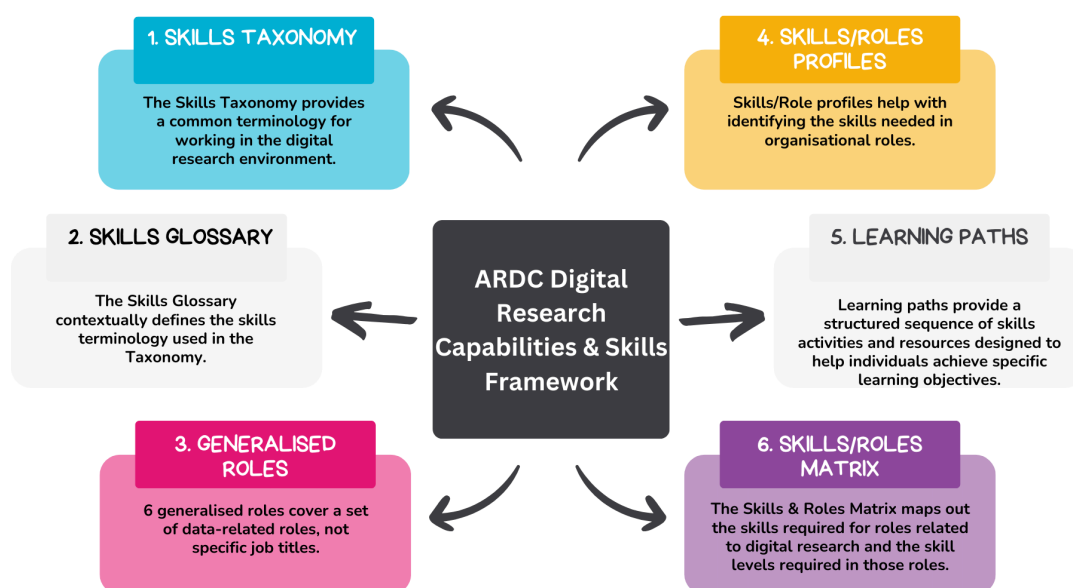 1. SKILLS TAXONOMY
The Skills Taxonomy provides
a common terminology for
working in the digital
research environment.
2. SKILLS GLOSSARY
The Skills Glossary
contextually defines the skills
terminology used in the
Taxonomy.
3. GENERALISED
ROLES
6 generalised roles cover a set
of data-related roles, not
specific job titles.
ARDC Digital
Research
Capabilities & Skills
Framework
4. SKILLS/ROLES
PROFILES
Skills/Role profiles help with
identifying the skills needed in
organisational roles.
5. LEARNING PATHS
Learning paths provide a
structured sequence of skills
activities and resources designed to
help individuals achieve specific
learning objectives.
6. SKILLS/ROLES
MATRIX
The Skills & Roles Matrix maps out
the skills required for roles related
to digital research and the skill
levels required in those roles.